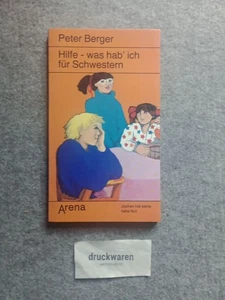 Peter Berger
Hilfe – was hab' ich
für Schwestern
Arena
druckwaren